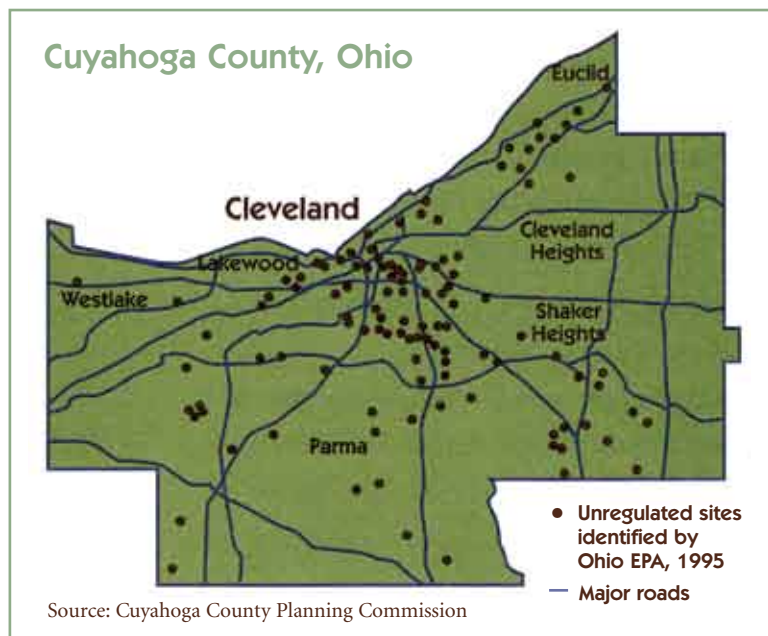 Cuyahoga County, Ohio
Euclid
Cleveland
Cleveland
Heights
Lakewood
Westlake
Shaker
Heights
Parma
Unregulated sites
identified by
Ohio EPA, 1995
Major roads
Source: Cuyahoga County Planning Commission